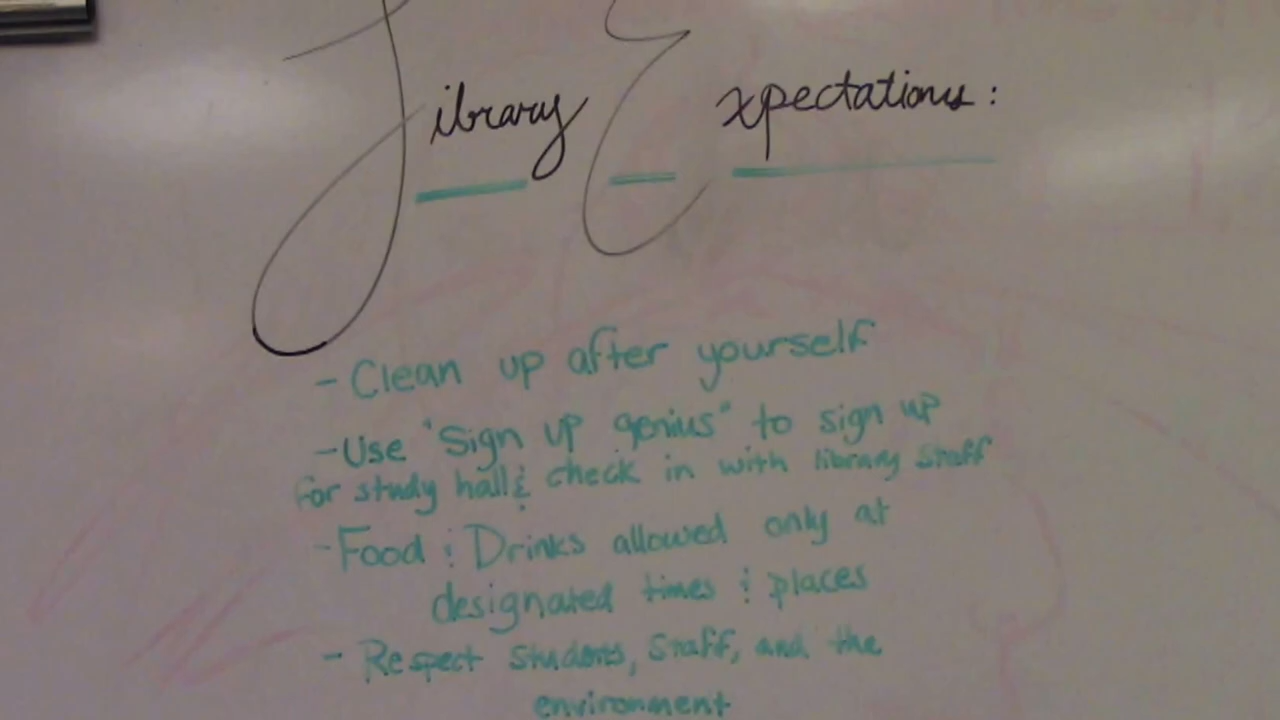 Library Expectations:
- Clean up after yourself
- Use "Sign up genius" to sign up
for study hall & check in with library staff
- Food & Drinks allowed only at
designated times & places
- Respect students, staff, and the
environment